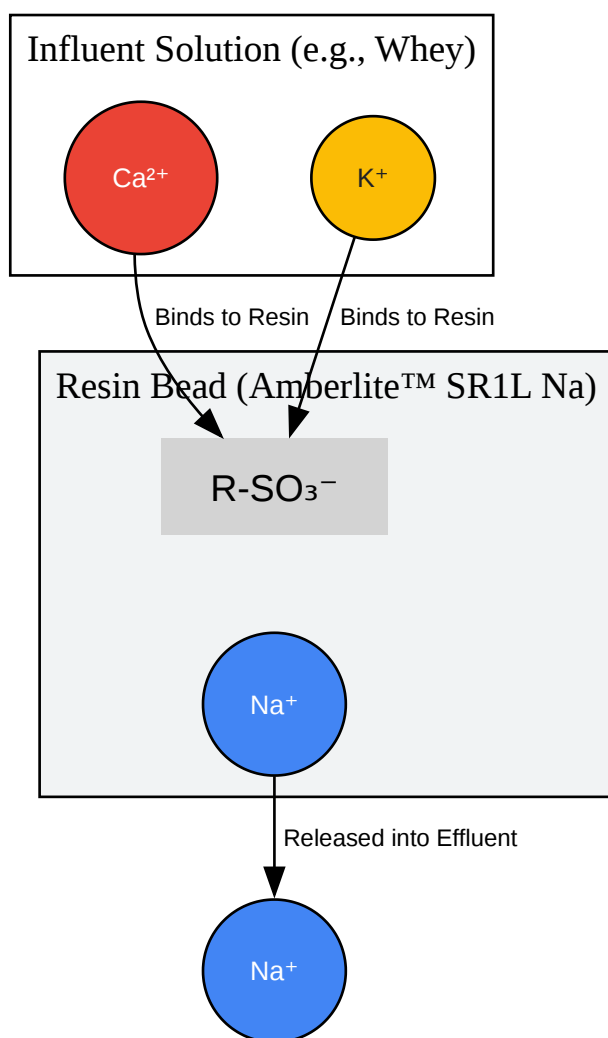 Influent Solution (e.g., Whey)
Ca²⁺
K⁺
Binds to Resin
Binds to Resin
Resin Bead (Amberlite™ SR1L Na)
R-SO₃⁻
Na⁺
Released into Effluent
Na⁺